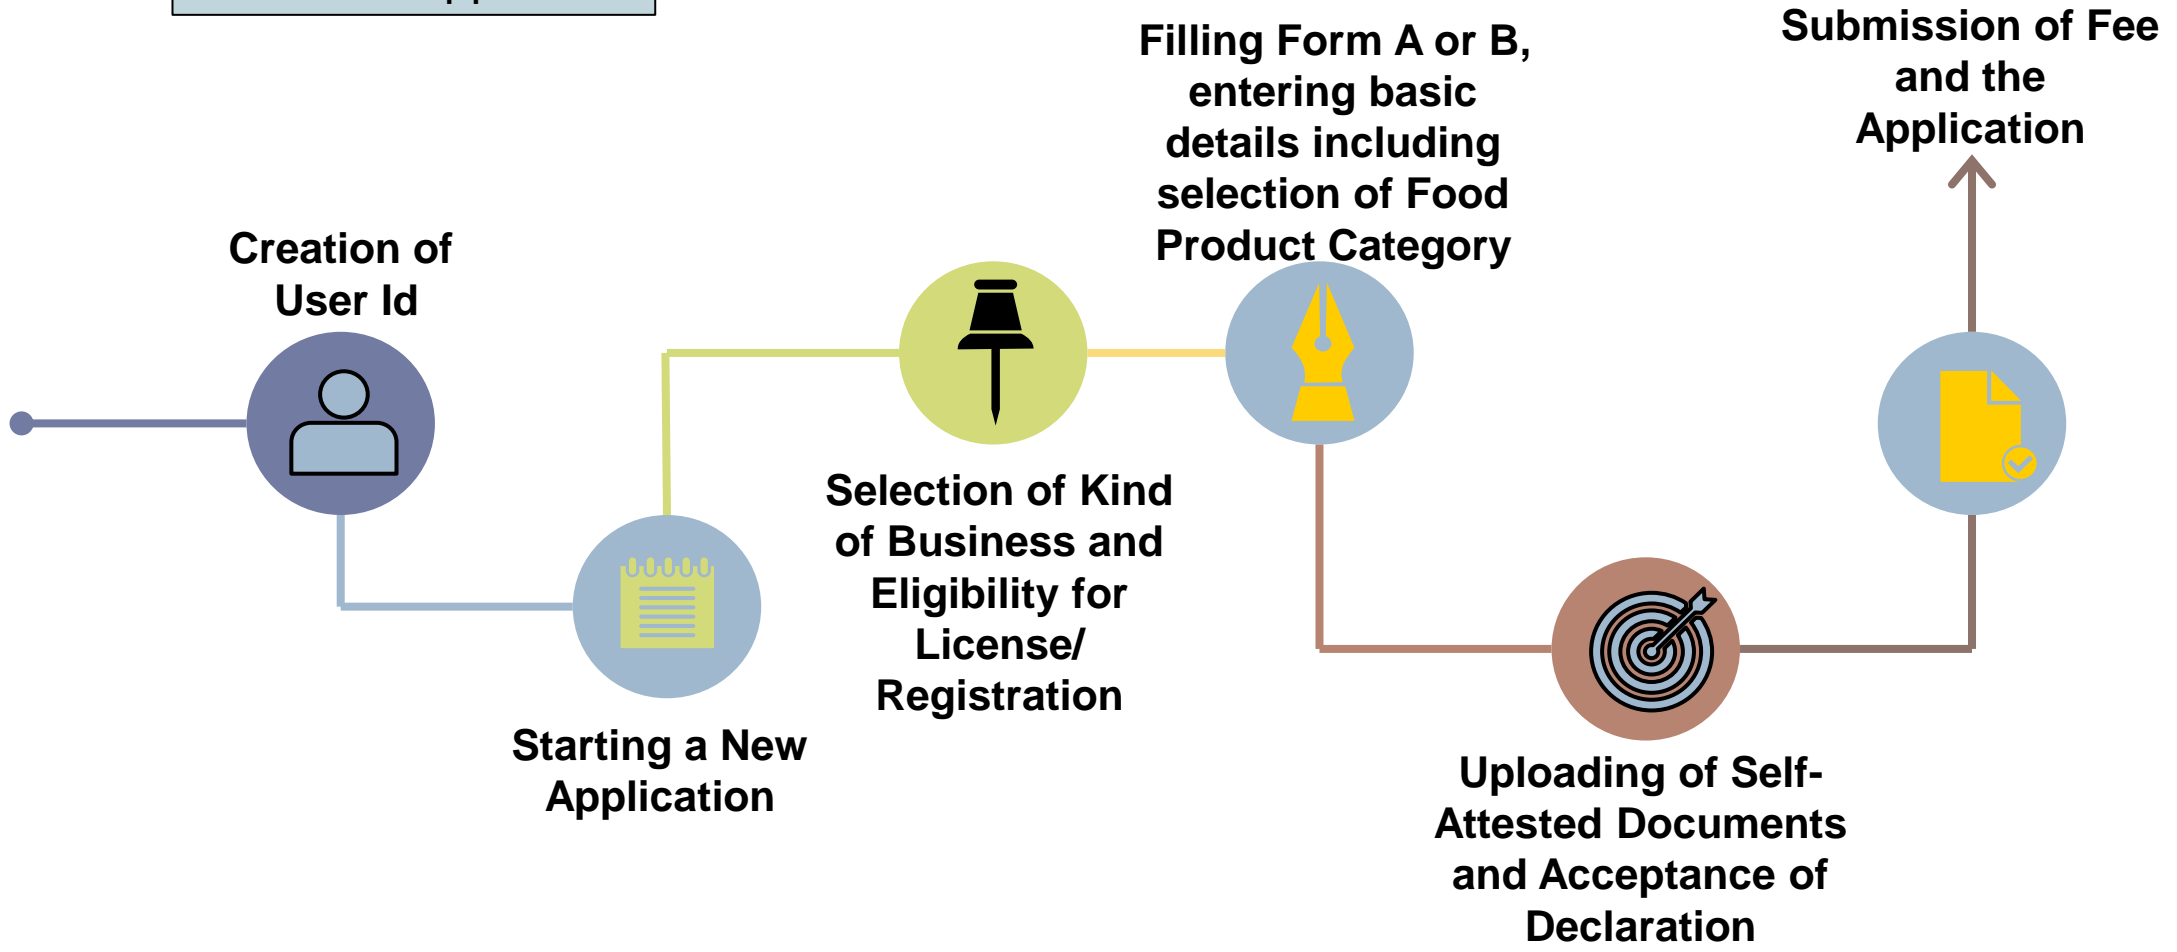 Creation of
User Id
Starting a New
Application
Selection of Kind
of Business and
Eligibility for
License/
Registration
Filling Form A or B,
entering basic
details including
selection of Food
Product Category
Uploading of Self-
Attested Documents
and Acceptance of
Declaration
Submission of Fee
and the
Application